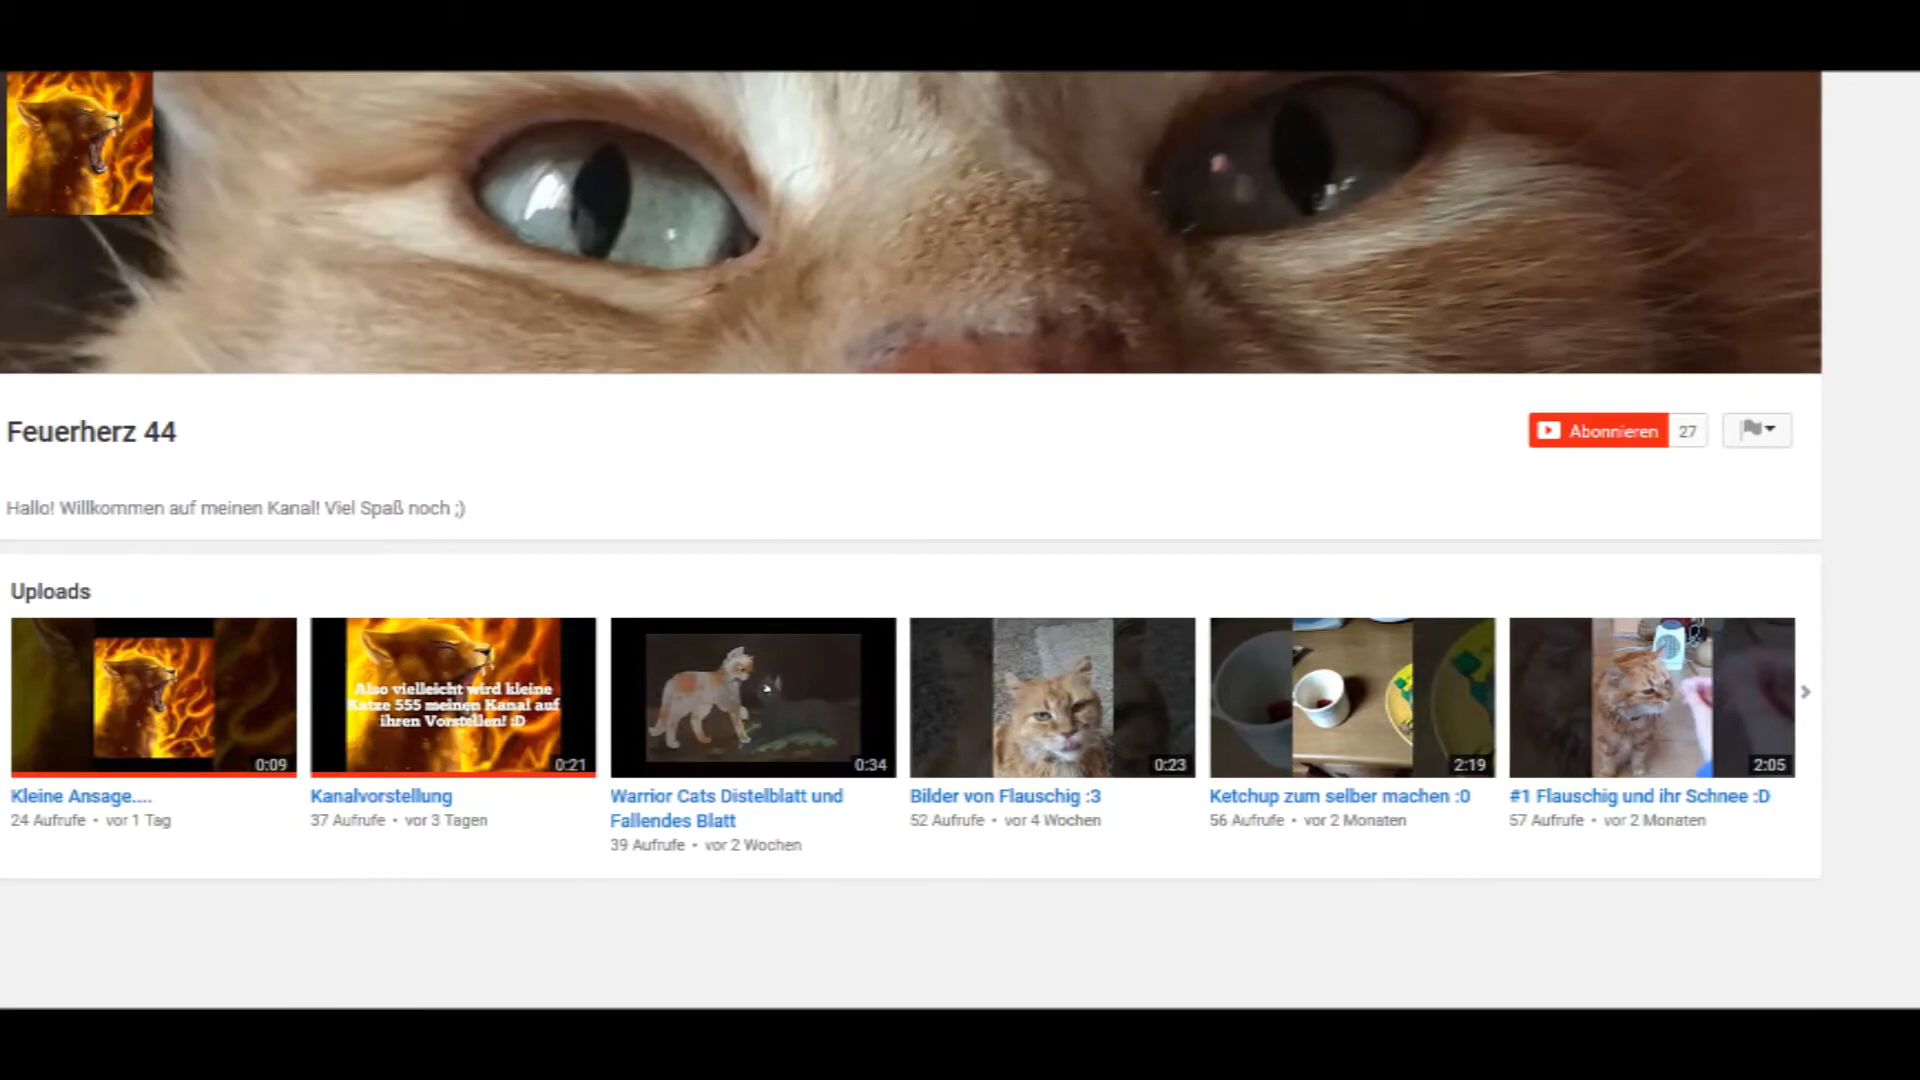 Feuerherz 44
Abonnieren 27
Hallo! Willkommen auf meinen Kanal! Viel Spaß noch ;)
Uploads
Also vielleicht wird kleine
Katze 555 meinen Kanal auf
ihren Vorstellen! :D
0:09
0:21
0:34
0:23
2:19
2:05
Kleine Ansage....
24 Aufrufe • vor 1 Tag
Kanalvorstellung
37 Aufrufe • vor 3 Tagen
Warrior Cats Distelblatt und
Fallendes Blatt
39 Aufrufe • vor 2 Wochen
Bilder von Flauschig :3
52 Aufrufe • vor 4 Wochen
Ketchup zum selber machen :0
56 Aufrufe • vor 2 Monaten
#1 Flauschig und ihr Schnee :D
57 Aufrufe • vor 2 Monaten